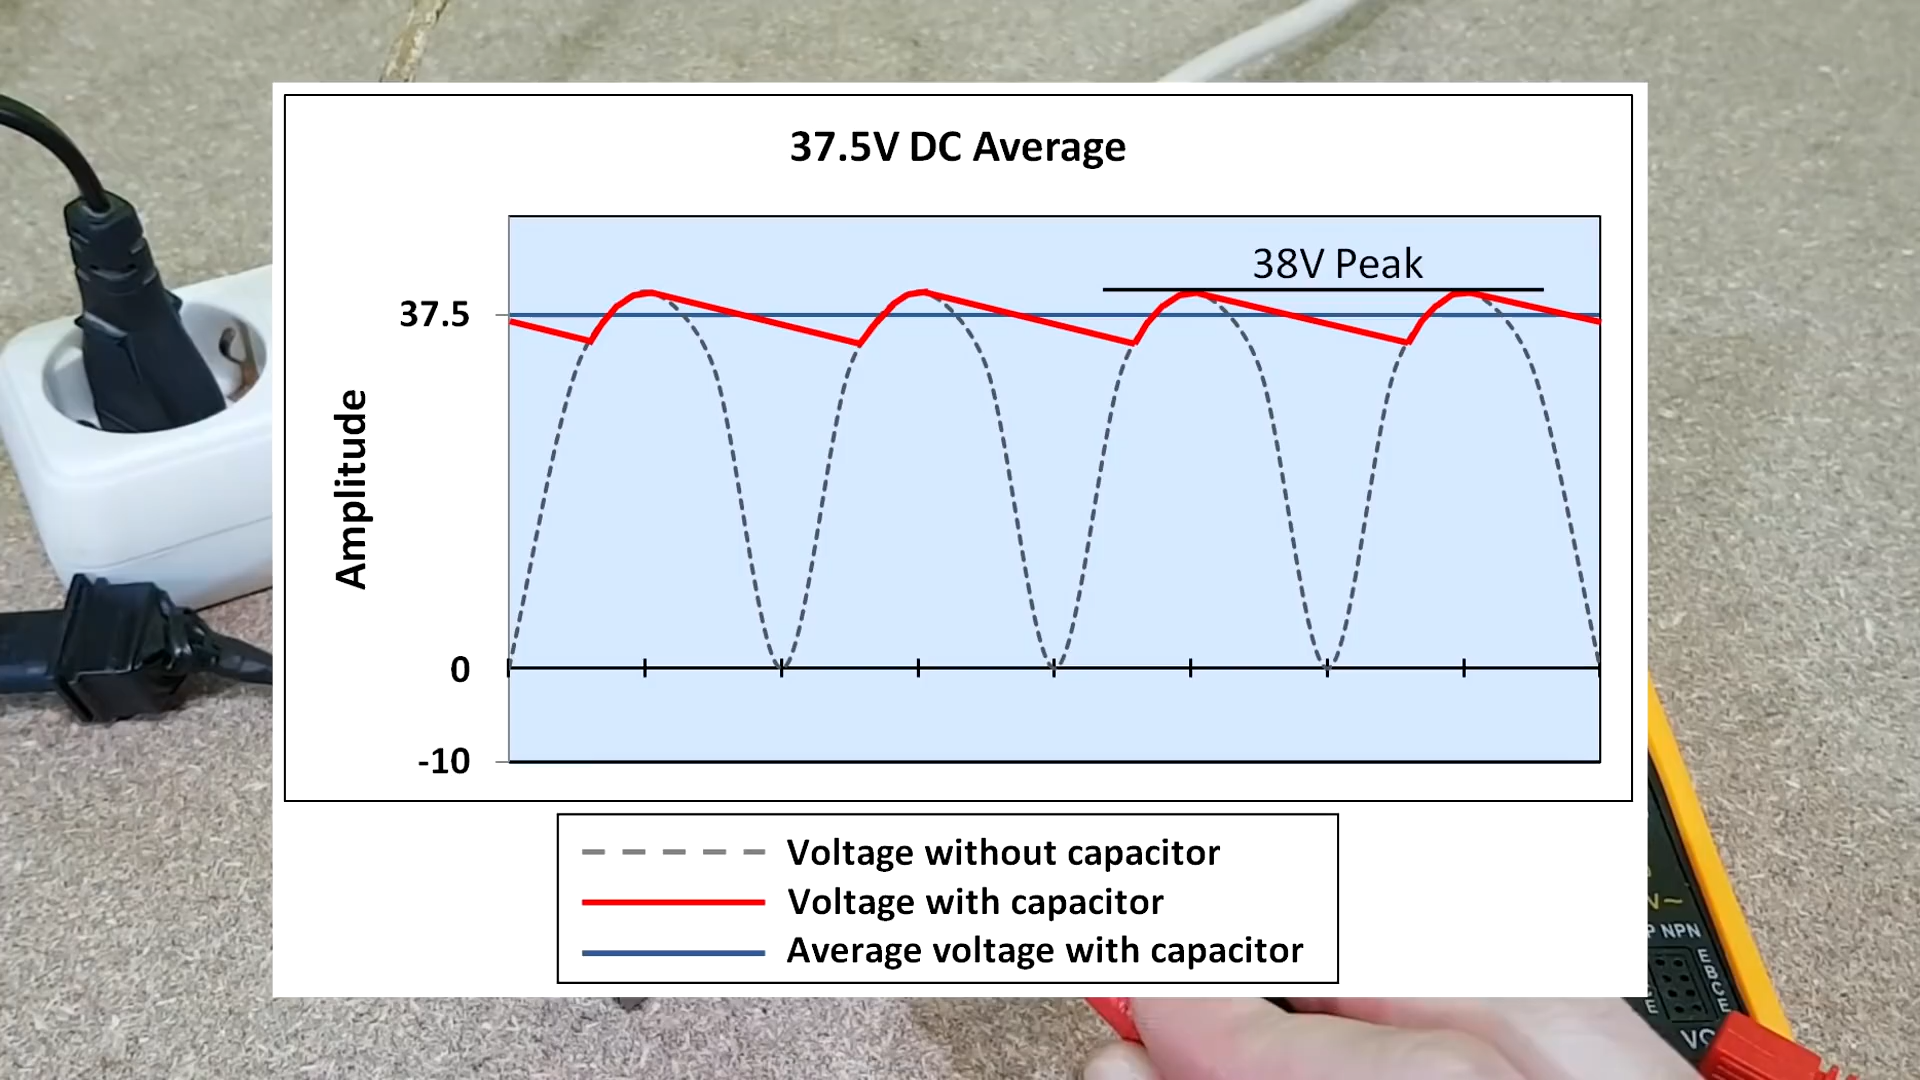 37.5V DC Average
38V Peak
37.5
Amplitude
0
-10
Voltage without capacitor
Voltage with capacitor
Average voltage with capacitor
N~
P NPN
E
B
C
E
E